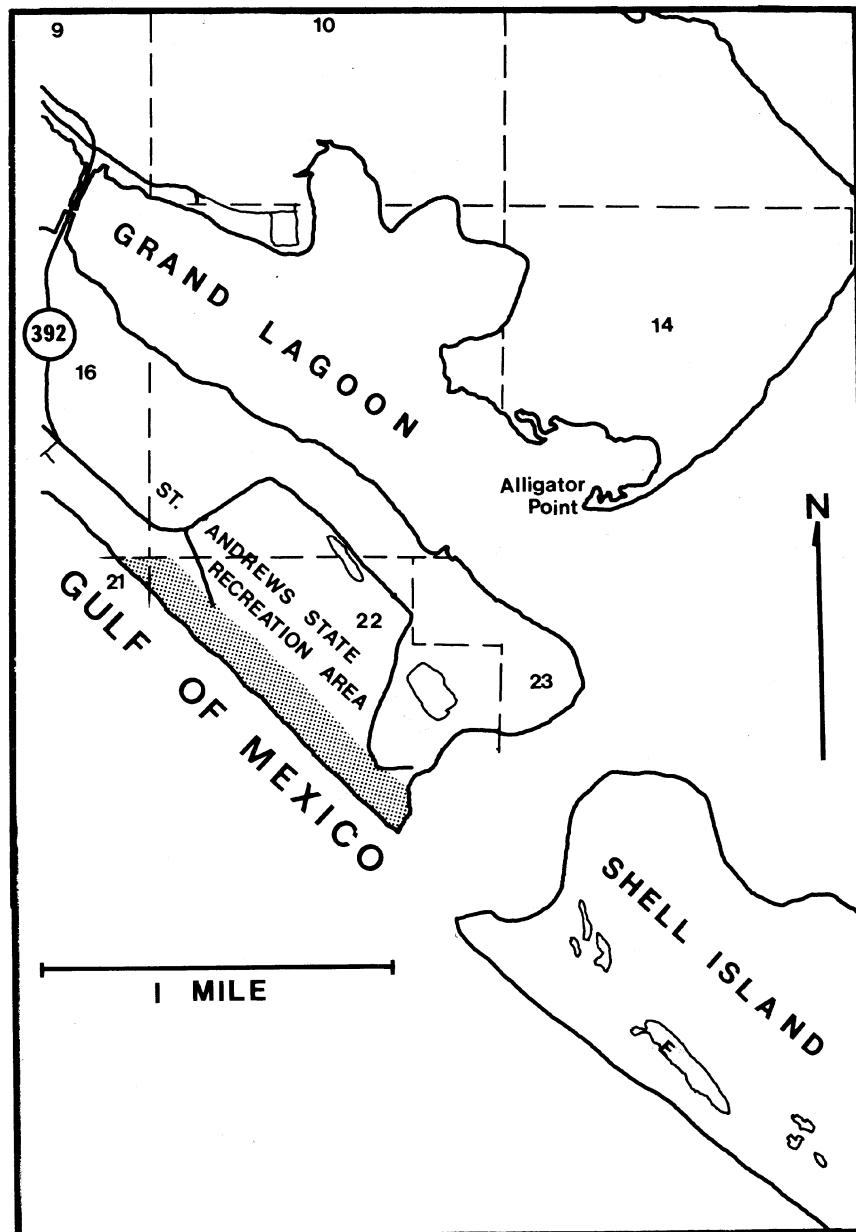 9
10
GRAND LAGOON
392
14
16
Alligator
Point
N
ST.
ANDREWS STATE
RECREATION AREA
21
22
23
GULF OF MEXICO
SHELL ISLAND
1 MILE
E